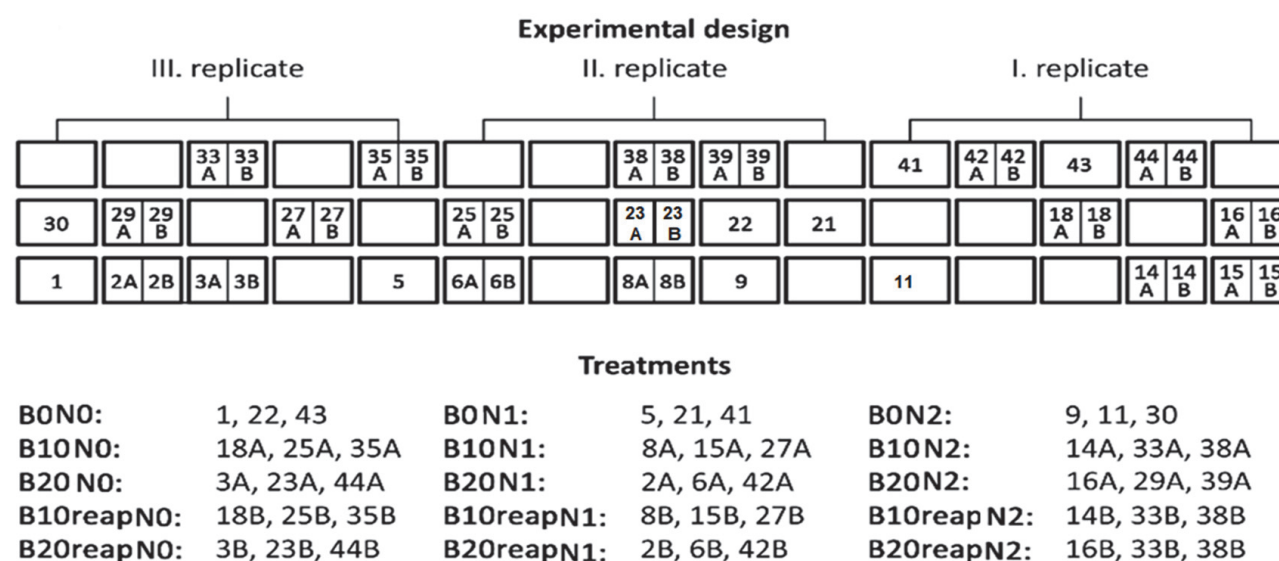 Experimental design
III. replicate II. replicate I. replicate
33 A 33 B 35 A 35 B 38 A 38 B 39 A 39 B 41 42 A 42 B 43 44 A 44 B
30 29 A 29 B 27 A 27 B 25 A 25 B 23 A 23 B 22 21 18 A 18 B 16 A 16 B
1 2A 2B 3A 3B 5 6A 6B 8A 8B 9 11 14 A 14 B 15 A 15 B
Treatments
B0N0: 1, 22, 43 B0N1: 5, 21, 41 B0N2: 9, 11, 30
B10N0: 18A, 25A, 35A B10N1: 8A, 15A, 27A B10N2: 14A, 33A, 38A
B20N0: 3A, 23A, 44A B20N1: 2A, 6A, 42A B20N2: 16A, 29A, 39A
B10reapN0: 18B, 25B, 35B B10reapN1: 8B, 15B, 27B B10reapN2: 14B, 33B, 38B
B20reapN0: 3B, 23B, 44B B20reapN1: 2B, 6B, 42B B20reapN2: 16B, 33B, 38B